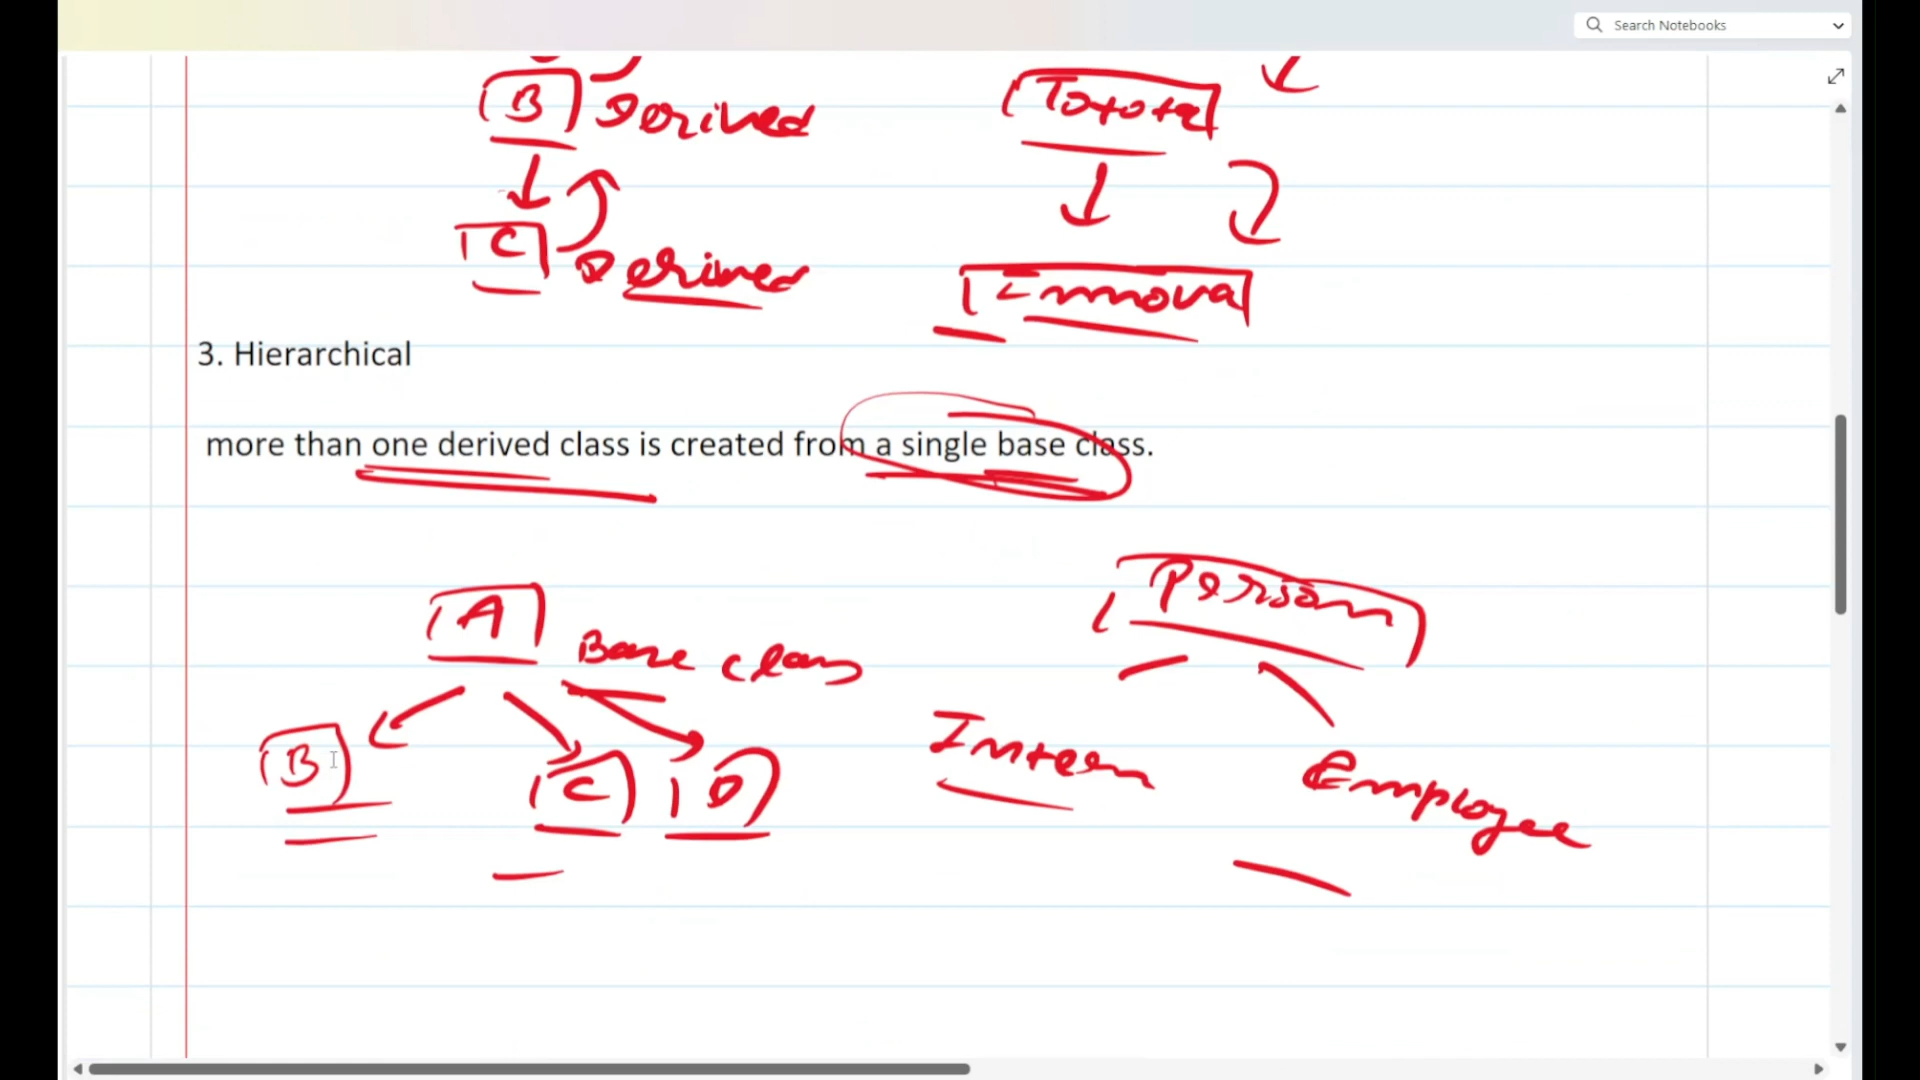 Search Notebooks
B Derived
Toyota
C Derived
Innova
3. Hierarchical
more than one derived class is created from a single base class.
A Base class
Person
B C D
Intern Employee